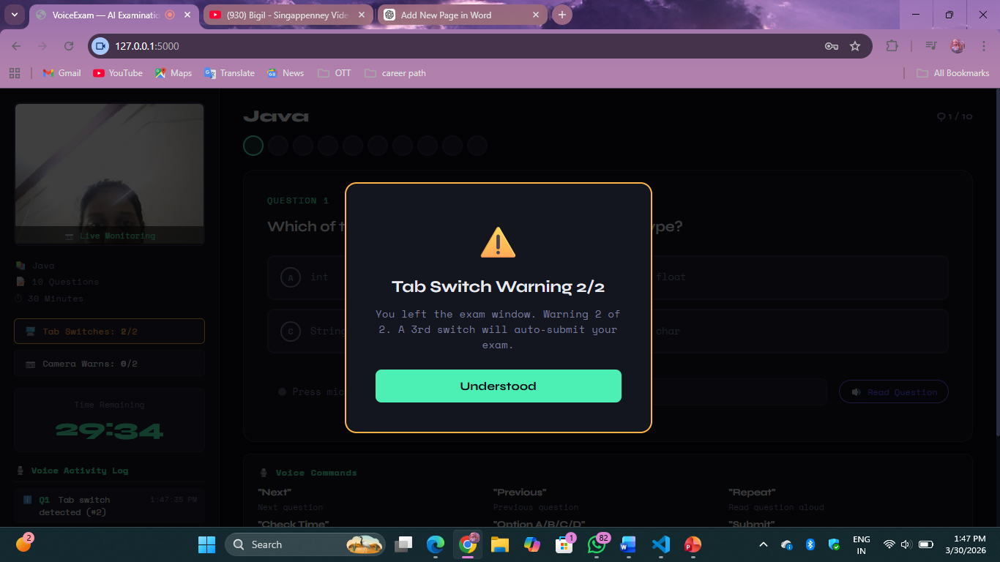 VoiceExam — AI Examinatio
(930) Bigil - Singappenney Vide
Add New Page in Word
127.0.0.1:5000
Gmail
YouTube
Maps
Translate
News
OTT
career path
All Bookmarks
Live Monitoring
Java
10 Questions
30 Minutes
Tab Switches: 2/2
Camera Warns: 0/2
Time Remaining
29:34
Voice Activity Log
Q1 Tab switch detected (#2)
1:47:35 PM
Java
Q 1 / 10
QUESTION 1
Which of t
ype?
A int
float
C String
char
Press mic
Read Question
Tab Switch Warning 2/2
You left the exam window. Warning 2 of
2. A 3rd switch will auto-submit your
exam.
Understood
Voice Commands
"Next"
Next question
"Previous"
Previous question
"Repeat"
Read question aloud
"Check Time"
"Option A/B/C/D"
"Submit"
2
Search
1
82
ENG
IN
1:47 PM
3/30/2026